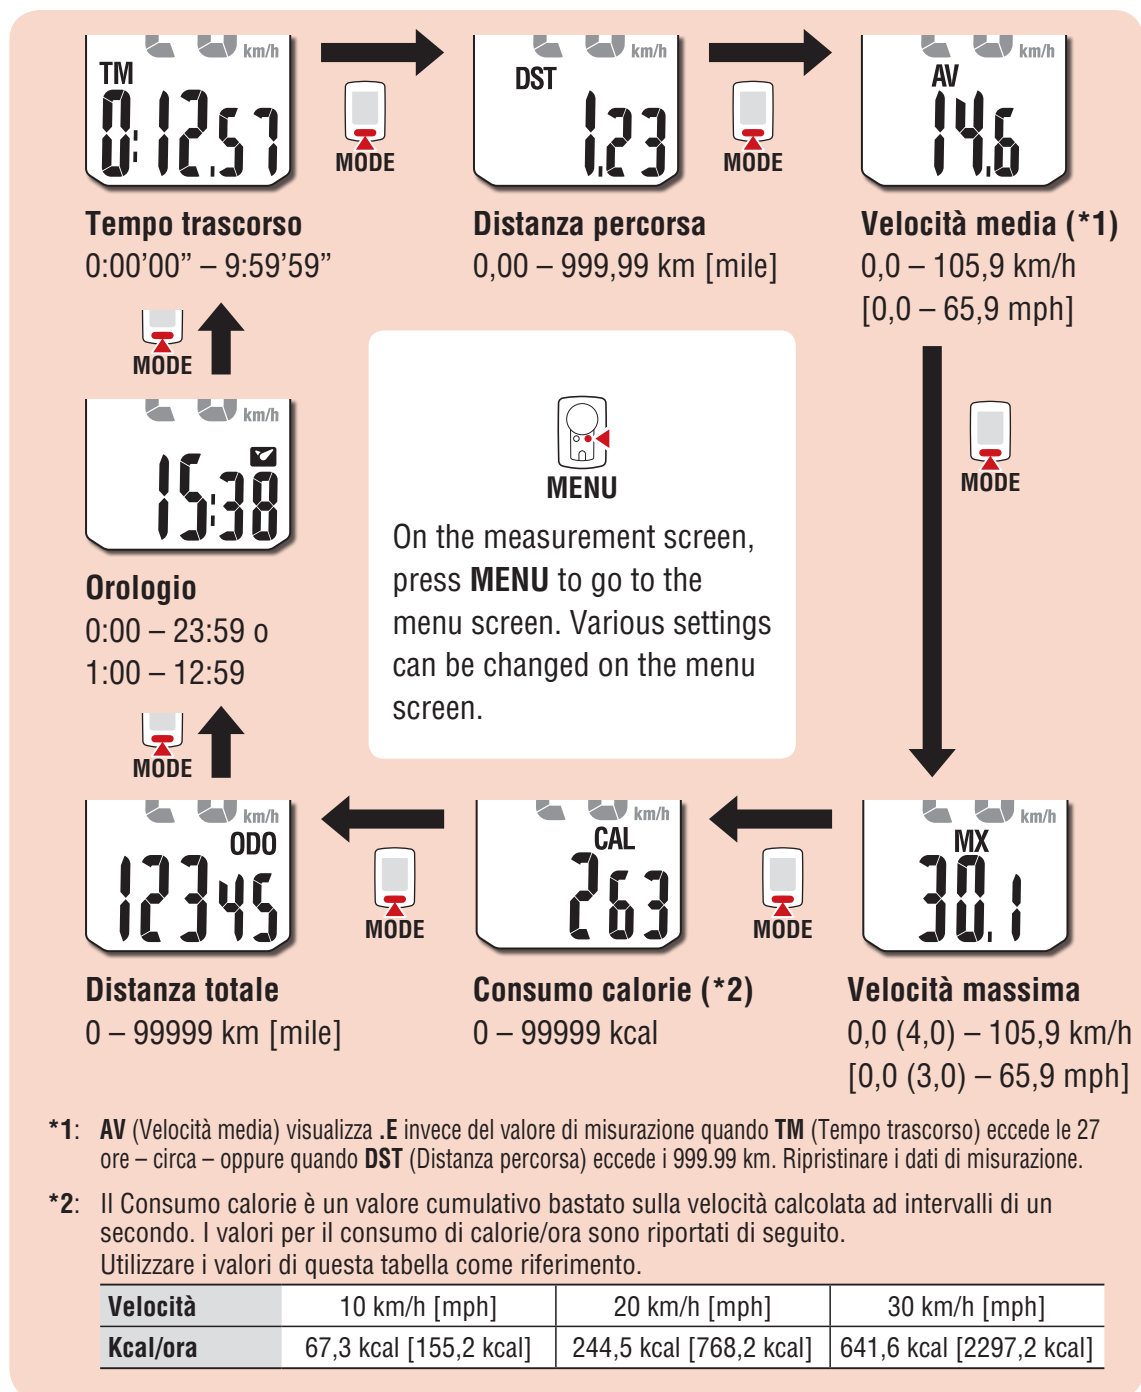 km/h
TM
0:12.57
MODE
km/h
DST
1.23
MODE
km/h
AV
14.6
Tempo trascorso
0:00'00” – 9:59'59”
Distanza percorsa
0,00 – 999,99 km [mile]
Velocità media (*1)
0,0 – 105,9 km/h
[0,0 – 65,9 mph]
MODE
MODE
km/h
15:38
Orologio
0:00 – 23:59 o
1:00 – 12:59
MENU
On the measurement screen,
press MENU to go to the
menu screen. Various settings
can be changed on the menu
screen.
MODE
km/h
ODO
12345
MODE
km/h
CAL
263
MODE
km/h
MX
30.1
Distanza totale
0 – 99999 km [mile]
Consumo calorie (*2)
0 – 99999 kcal
Velocità massima
0,0 (4,0) – 105,9 km/h
[0,0 (3,0) – 65,9 mph]
*1: AV (Velocità media) visualizza .E invece del valore di misurazione quando TM (Tempo trascorso) eccede le 27
ore – circa – oppure quando DST (Distanza percorsa) eccede i 999.99 km. Ripristinare i dati di misurazione.
*2: Il Consumo calorie è un valore cumulativo bastato sulla velocità calcolata ad intervalli di un
secondo. I valori per il consumo di calorie/ora sono riportati di seguito.
Utilizzare i valori di questa tabella come riferimento.
Velocità 10 km/h [mph] 20 km/h [mph] 30 km/h [mph]
Kcal/ora 67,3 kcal [155,2 kcal] 244,5 kcal [768,2 kcal] 641,6 kcal [2297,2 kcal]